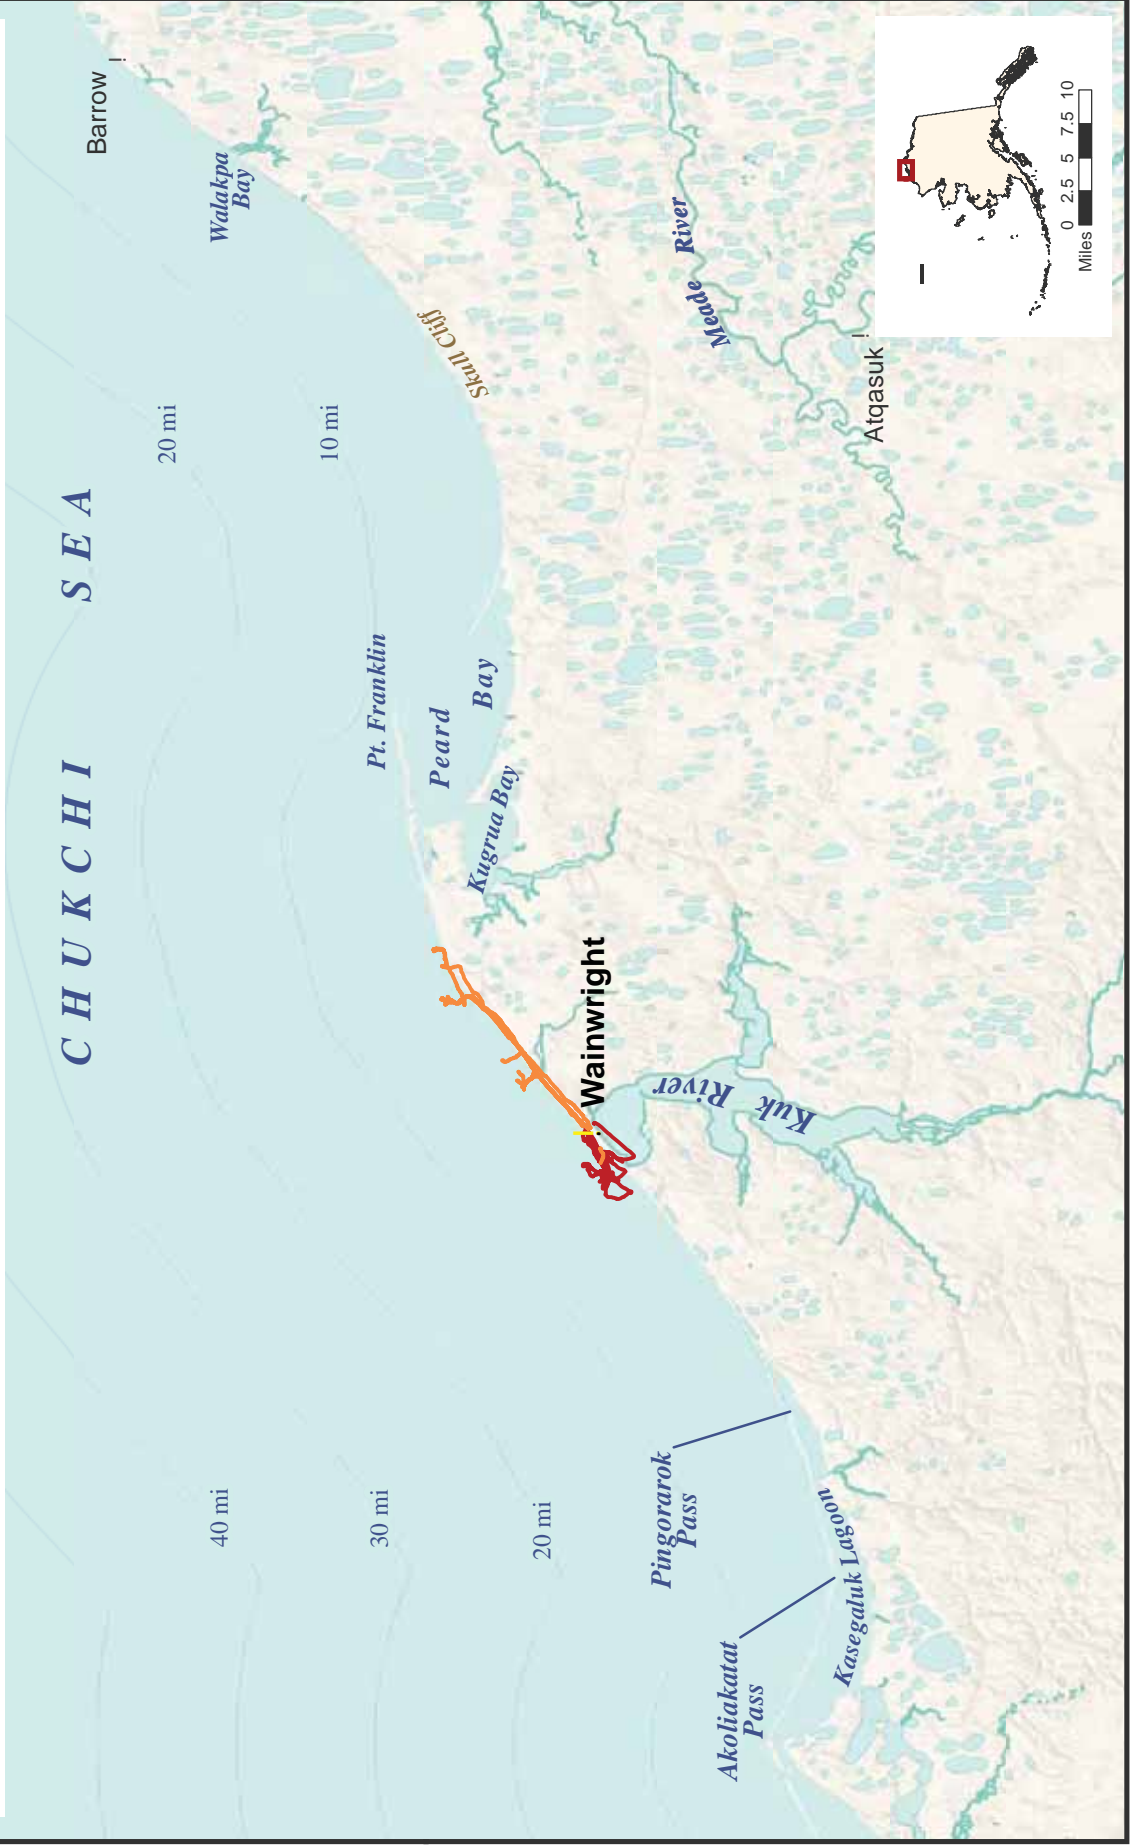 CHUKCHI SEA
Barrow
Walakpa
Bay
Skull Cliff
20 mi
10 mi
Meade River
Atqasuk
Pt. Franklin
Peard
Bay
Kugrua Bay
Wainwright
Kuk River
40 mi
30 mi
20 mi
Pingorarok
Pass
Akoliakatat
Pass
Kasegaluk Lagoon
0 2.5 5 7.5 10
Miles